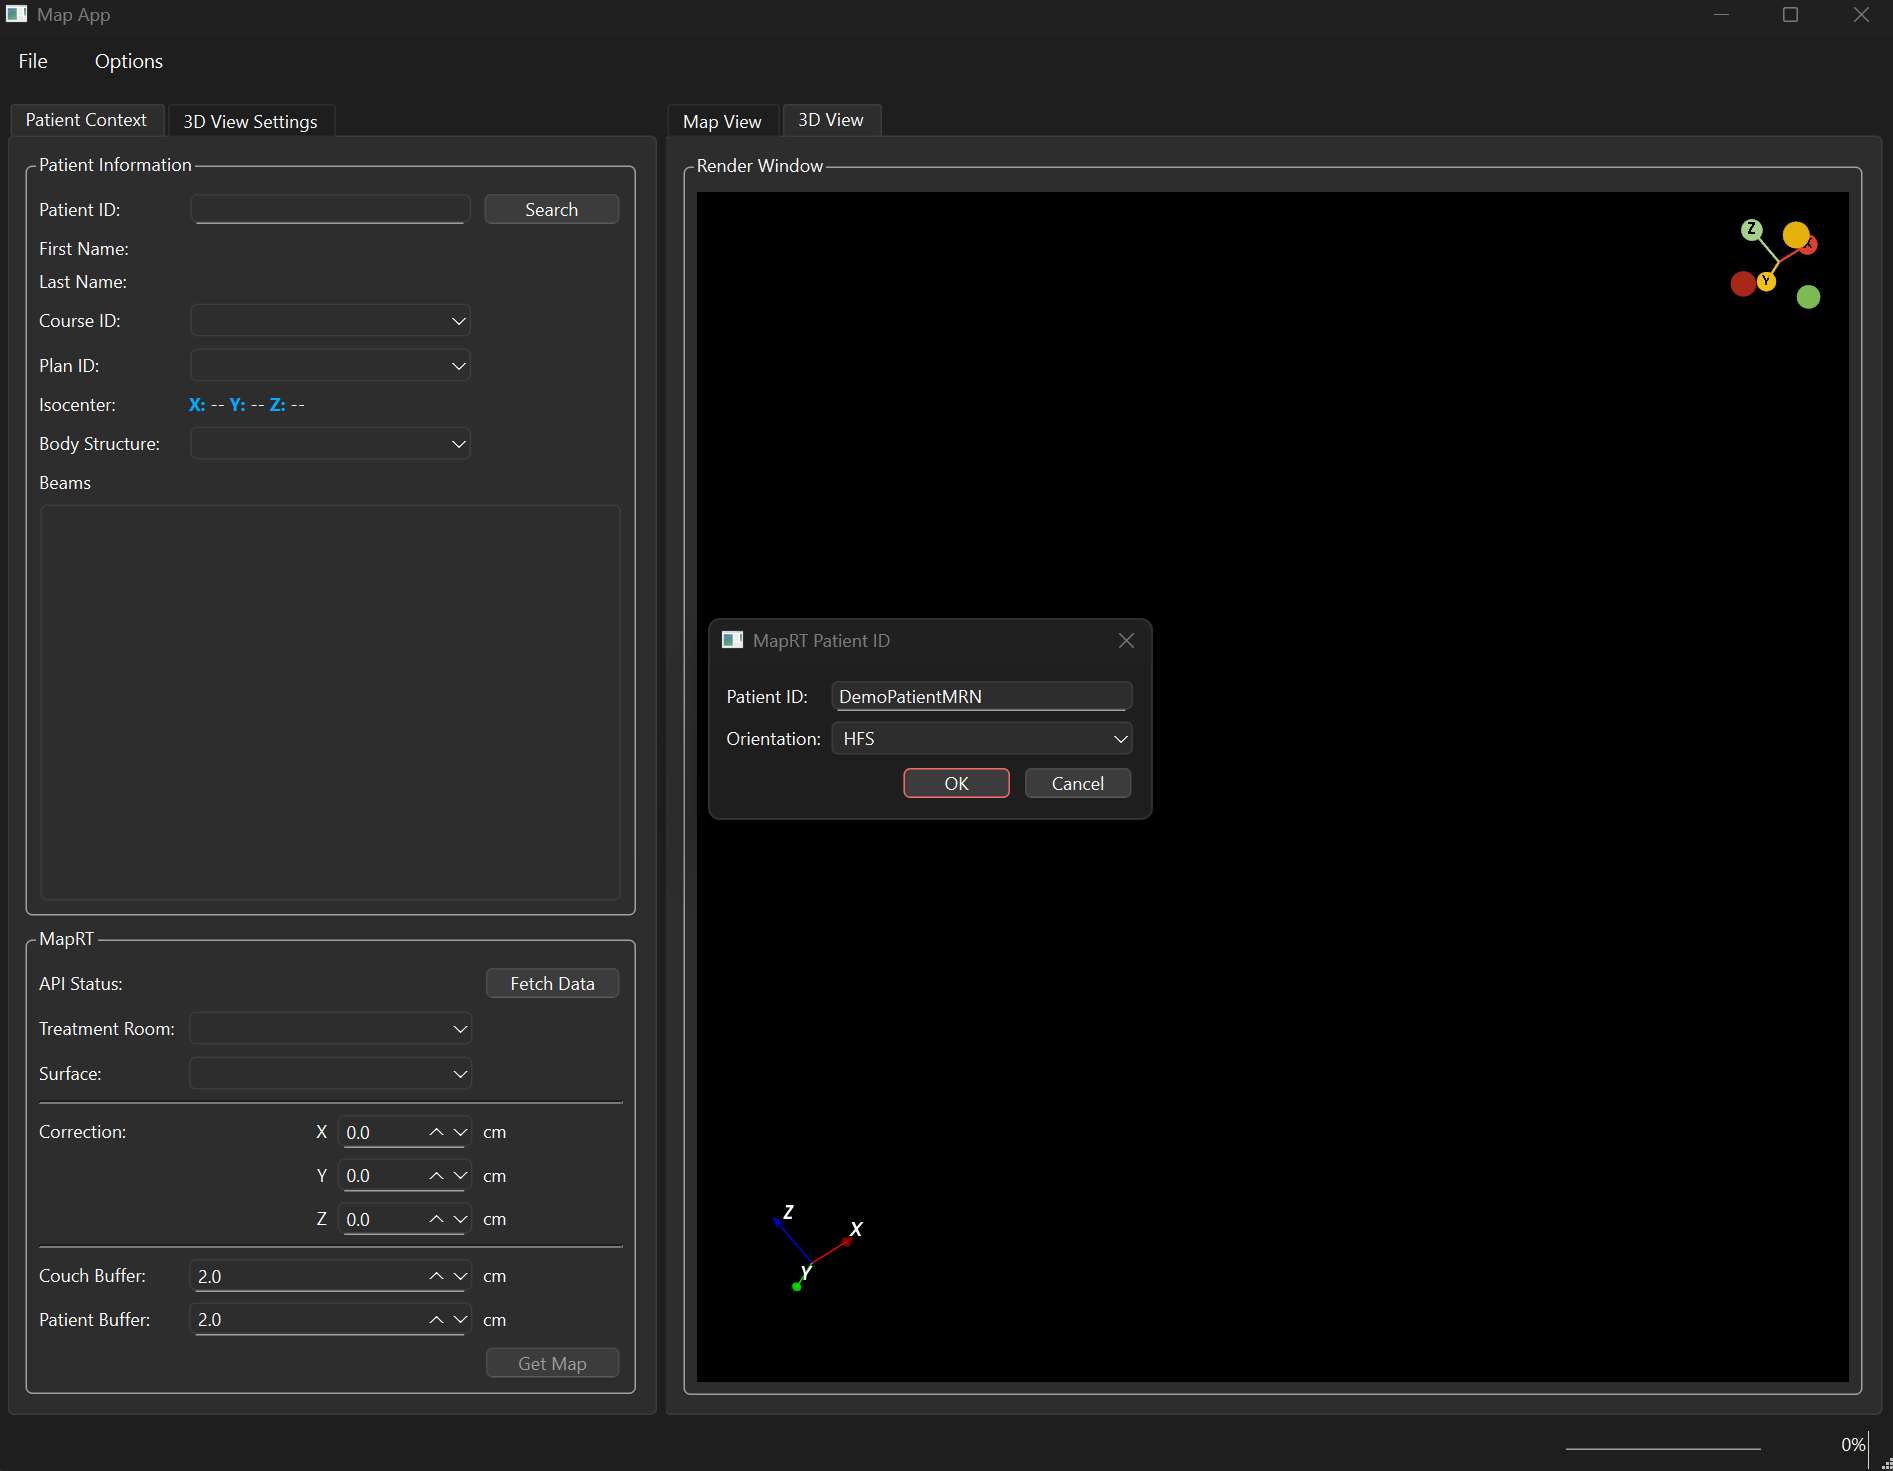 Map App
File Options
Patient Context 3D View Settings
Patient Information
Patient ID: Search
First Name:
Last Name:
Course ID:
Plan ID:
Isocenter: X: -- Y: -- Z: --
Body Structure:
Beams
MapRT
API Status: Fetch Data
Treatment Room:
Surface:
Correction: X 0.0 cm
Y 0.0 cm
Z 0.0 cm
Couch Buffer: 2.0 cm
Patient Buffer: 2.0 cm
Get Map
Map View 3D View
Render Window
Z X
Y
MapRT Patient ID
Patient ID: DemoPatientMRN
Orientation: HFS
OK Cancel
Z
X
Y
0%